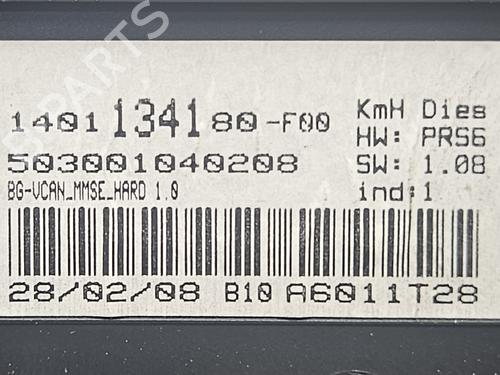 1401134180-F00
503001040208
BG-VCAN_MMSE_HARD 1.0
28/02/08 B10 A6011T28
KmH Dies
HW: PR56
SW: 1.08
ind:1